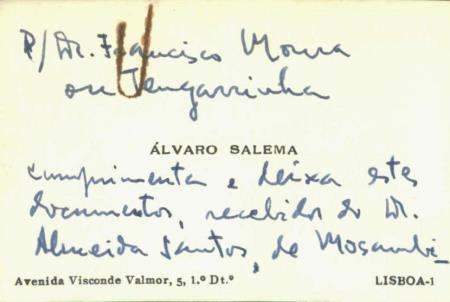 P/ Dr. Francisco Moura
ou Tengarrinha
ÁLVARO SALEMA
cumprimenta e deixa estes
documentos, recebidos do Dr.
Almeida Santos, de Mosambi_
Avenida Visconde Valmor, 5, 1.º Dt.º LISBOA-1